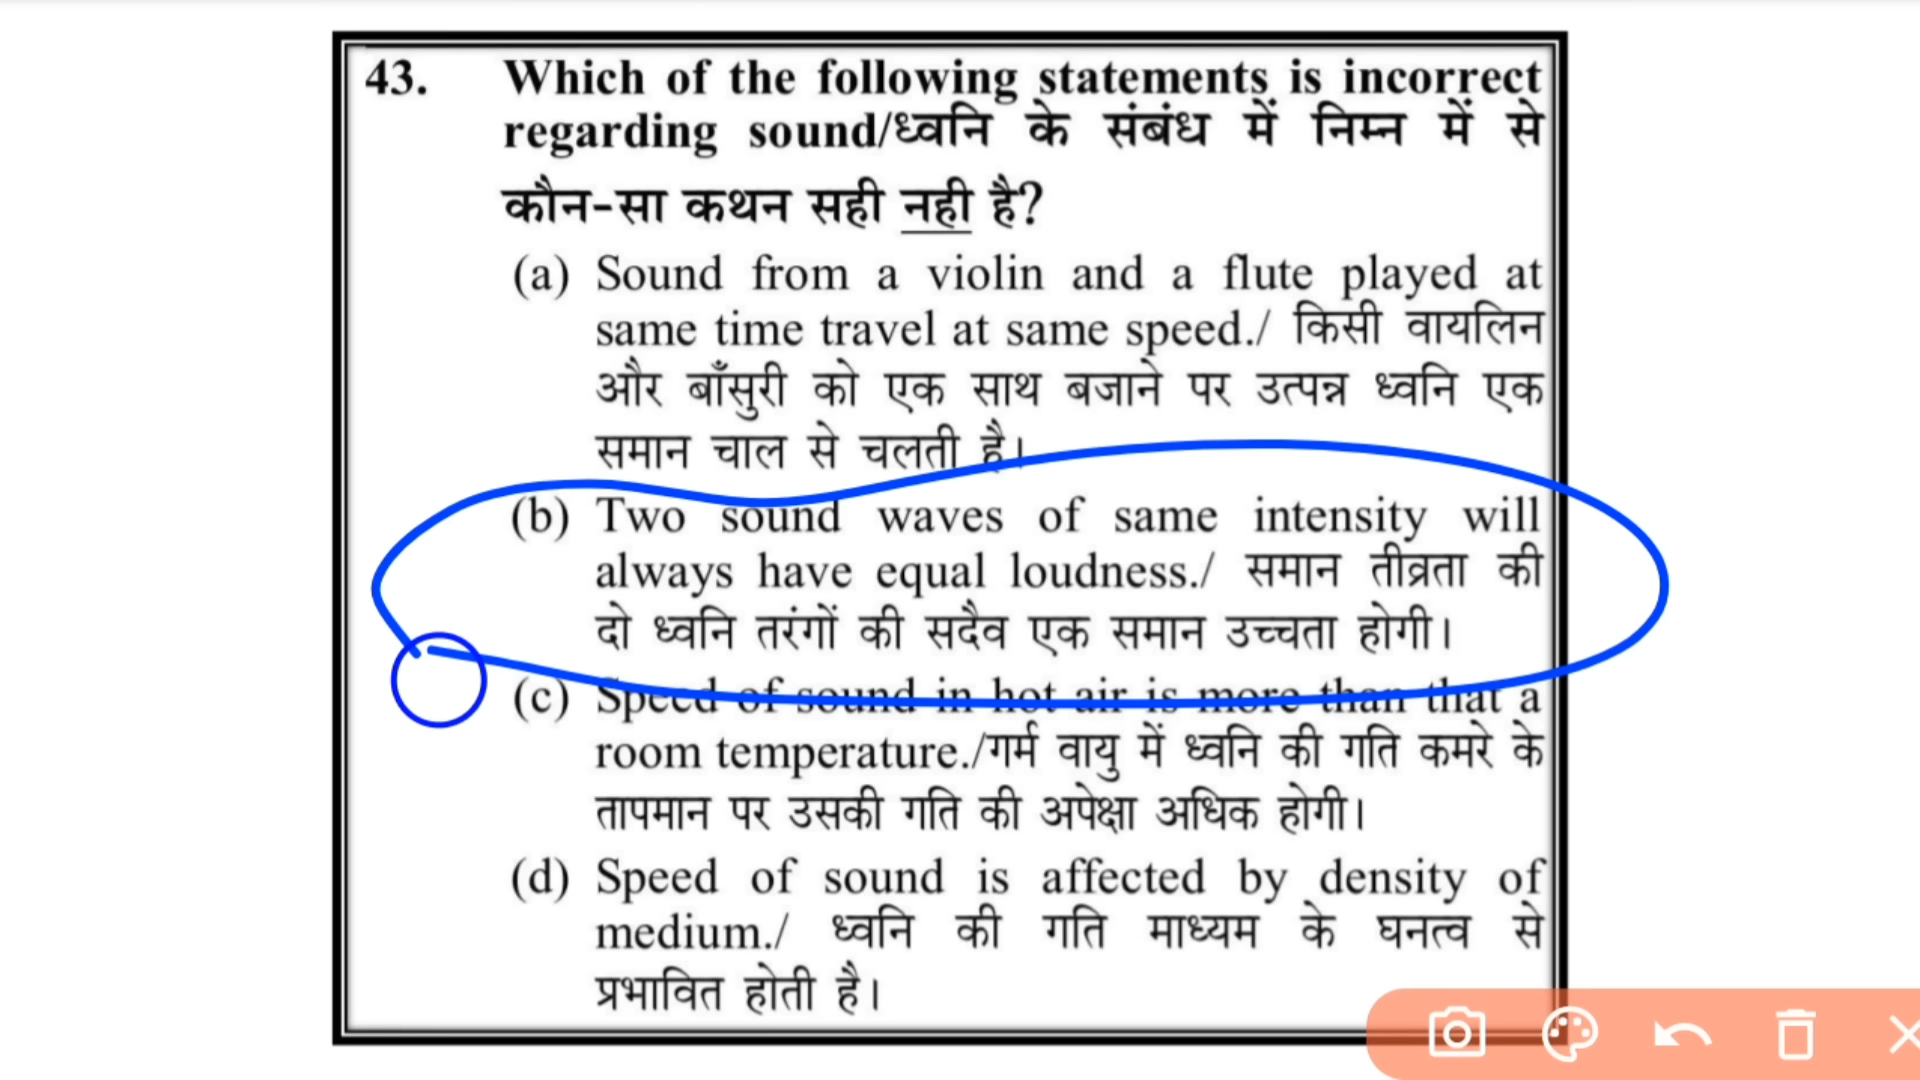 43. Which of the following statements is incorrect
regarding sound/ध्वनि के संबंध में निम्न में से
कौन-सा कथन सही नही है?
(a) Sound from a violin and a flute played at
same time travel at same speed./ किसी वायलिन
और बाँसुरी को एक साथ बजाने पर उत्पन्न ध्वनि एक
समान चाल से चलती है।
(b) Two sound waves of same intensity will
always have equal loudness./ समान तीव्रता की
दो ध्वनि तरंगों की सदैव एक समान उच्चता होगी।
(c) Speed of sound in hot air is more than that a
room temperature./गर्म वायु में ध्वनि की गति कमरे के
तापमान पर उसकी गति की अपेक्षा अधिक होगी।
(d) Speed of sound is affected by density of
medium./ ध्वनि की गति माध्यम के घनत्व से
प्रभावित होती है।